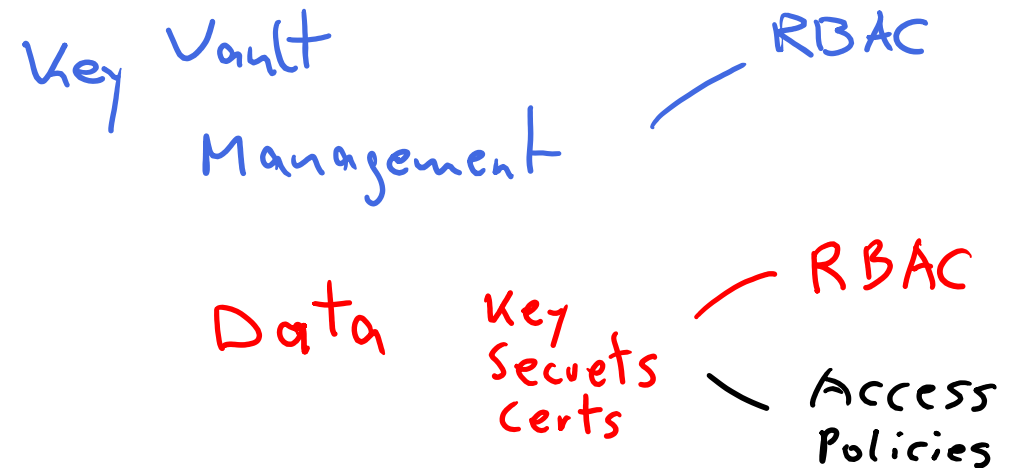 Key Vault
RBAC
Management
Data
Key
Secrets
Certs
RBAC
Access
Policies